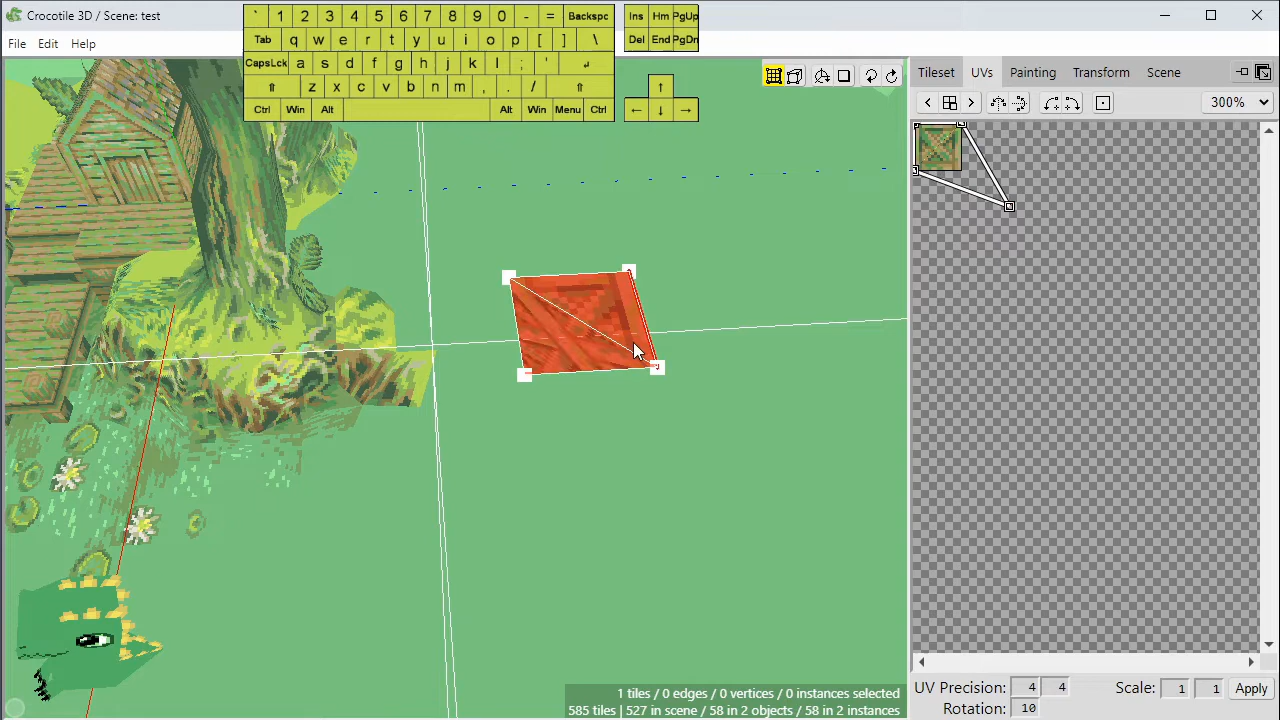 Crocotile 3D / Scene: test
File Edit Help
` 1 2 3 4 5 6 7 8 9 0 - = Backspc
Tab q w e r t y u i o p [ ] \
CapsLck a s d f g h j k l ; ' ↲
⇧ z x c v b n m , . / ⇧
Ctrl Win Alt Alt Win Menu Ctrl
Ins Hm PgUp
Del End PgDn
↑
← ↓ →
Tileset UVs Painting Transform Scene
300%
1 tiles / 0 edges / 0 vertices / 0 instances selected
585 tiles | 527 in scene / 58 in 2 objects / 58 in 2 instances
UV Precision: 4 4 Scale: 1 1 Apply
Rotation: 10